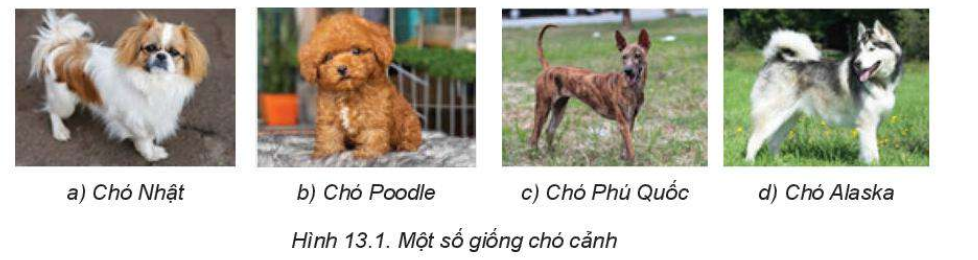 a) Chó Nhật b) Chó Poodle c) Chó Phú Quốc d) Chó Alaska
Hình 13.1. Một số giống chó cảnh